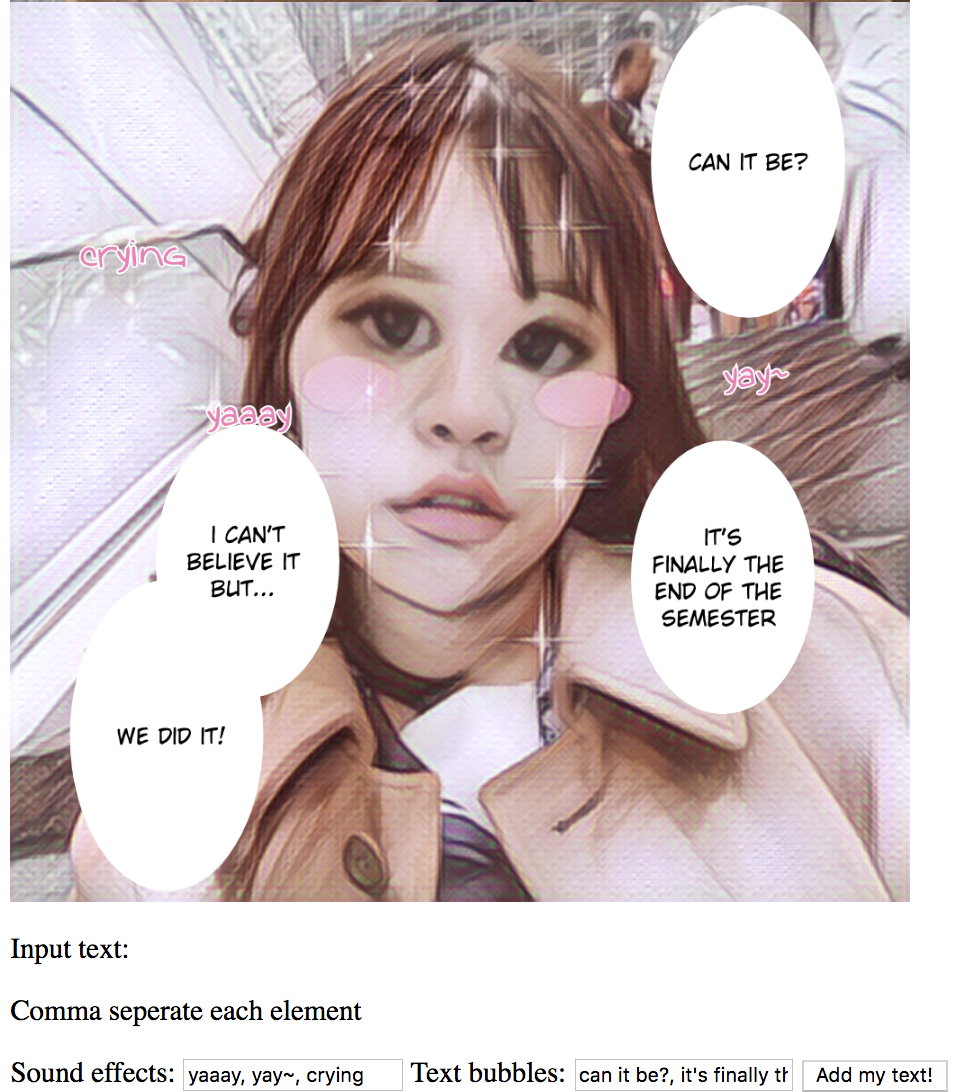 CAN IT BE?
crying
yay~
yaaay
I CAN'T
BELIEVE IT
BUT...
IT'S
FINALLY THE
END OF THE
SEMESTER
WE DID IT!
Input text:
Comma seperate each element
Sound effects: yaaay, yay~, crying Text bubbles: can it be?, it's finally th Add my text!